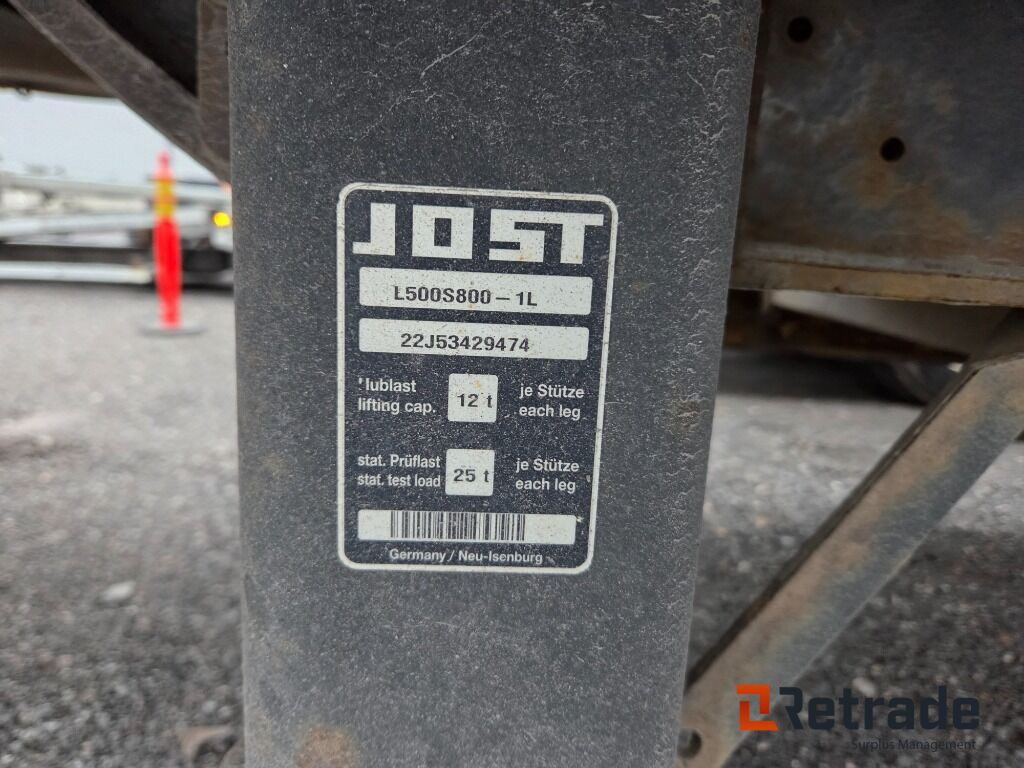 JOST
L500S800-1L
22J53429474
Hublast
lifting cap.
12 t
je Stütze
each leg
stat. Prüflast
stat. test load
25 t
je Stütze
each leg
Germany / Neu-Isenburg
Retrade
Surplus Management